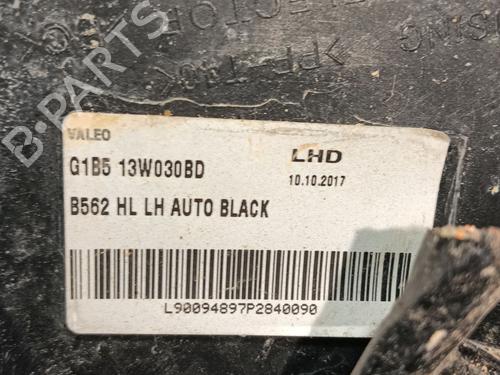 VALEO
G1B5 13W030BD
LHD
10.10.2017
B562 HL LH AUTO BLACK
L90094897P2840090
B-PARTS